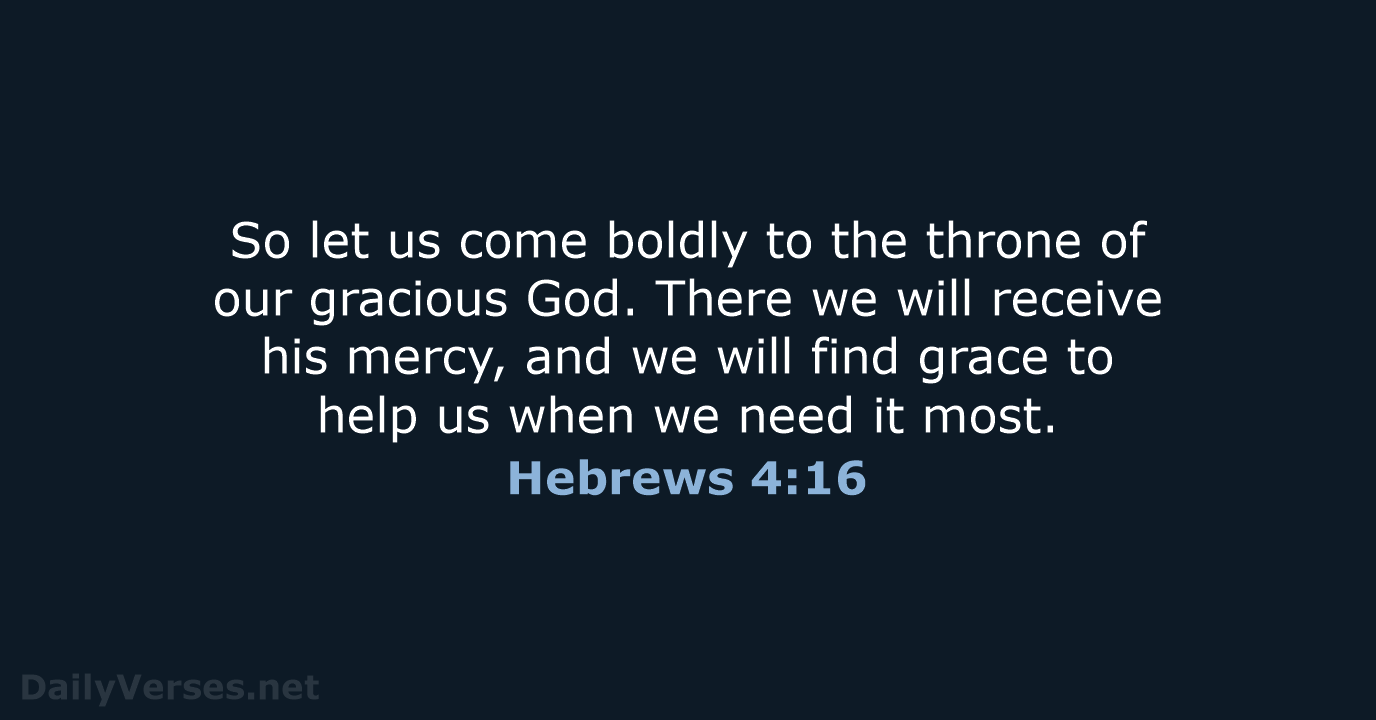 So let us come boldly to the throne of
our gracious God. There we will receive
his mercy, and we will find grace to
help us when we need it most.
Hebrews 4:16
DailyVerses.net